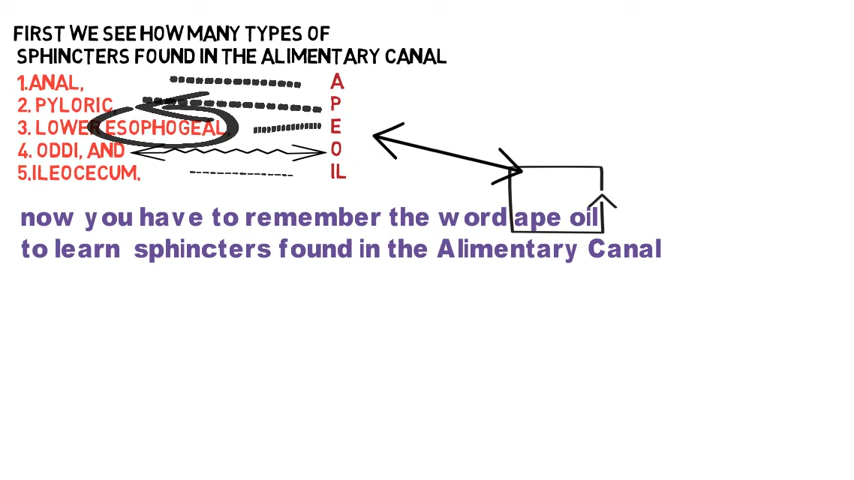 FIRST WE SEE HOW MANY TYPES OF
SPHINCTERS FOUND IN THE ALIMENTARY CANAL
1.ANAL, A
2. PYLORIC, P
3. LOWER ESOPHOGEAL, E
4. ODDI, AND O
5.ILEOCECUM. IL
now you have to remember the word ape oil
to learn sphincters found in the Alimentary Canal